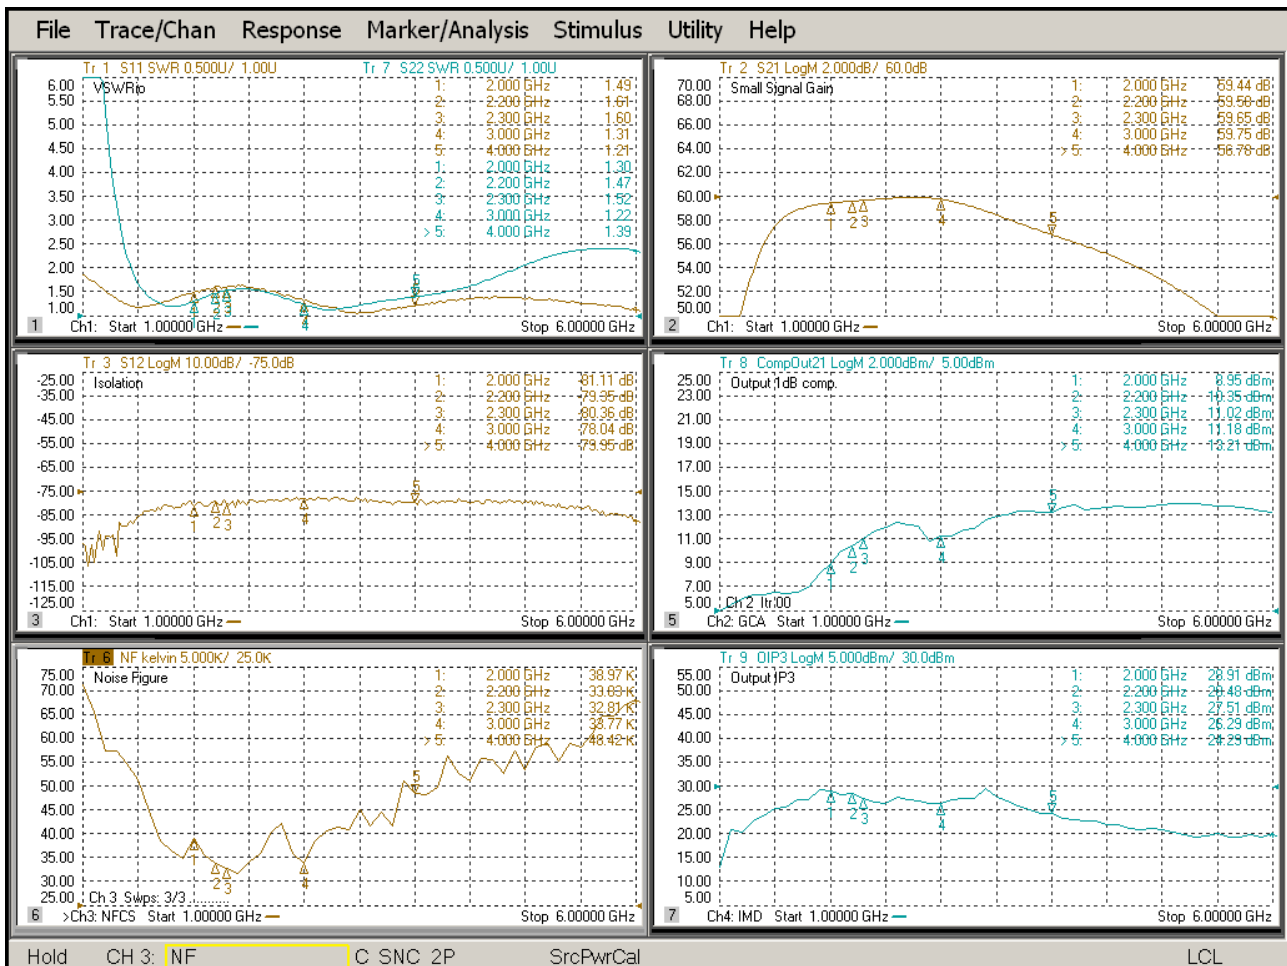 File Trace/Chan Response Marker/Analysis Stimulus Utility Help
Tr 1 S11 SWR 0.500U/ 1.00U Tr 7 S22 SWR 0.500U/ 1.00U
VSWRio
6.00
5.50
5.00
4.50
4.00
3.50
3.00
2.50
2.00
1.50
1.00
1: 2.000 GHz 1.49
2: 2.200 GHz 1.61
3: 2.300 GHz 1.60
4: 3.000 GHz 1.31
5: 4.000 GHz 1.21
1: 2.000 GHz 1.30
2: 2.200 GHz 1.47
3: 2.300 GHz 1.52
4: 3.000 GHz 1.22
> 5: 4.000 GHz 1.39
1 Ch1: Start 1.00000 GHz Stop 6.00000 GHz
Tr 2 S21 LogM 2.000dB/ 60.0dB
Small Signal Gain
70.00
68.00
66.00
64.00
62.00
60.00
58.00
56.00
54.00
52.00
50.00
1: 2.000 GHz 59.44 dB
2: 2.200 GHz 59.58 dB
3: 2.300 GHz 59.65 dB
4: 3.000 GHz 59.75 dB
> 5: 4.000 GHz 56.78 dB
2 Ch1: Start 1.00000 GHz Stop 6.00000 GHz
Tr 3 S12 LogM 10.00dB/ -75.0dB
Isolation
-25.00
-35.00
-45.00
-55.00
-65.00
-75.00
-85.00
-95.00
-105.00
-115.00
-125.00
1: 2.000 GHz -81.11 dB
2: 2.200 GHz -79.35 dB
3: 2.300 GHz -80.36 dB
4: 3.000 GHz -78.04 dB
> 5: 4.000 GHz -79.95 dB
3 Ch1: Start 1.00000 GHz Stop 6.00000 GHz
Tr 8 CompOut21 LogM 2.000dBm/ 5.00dBm
Output 1dB comp.
25.00
23.00
21.00
19.00
17.00
15.00
13.00
11.00
9.00
7.00
5.00
1: 2.000 GHz 8.95 dBm
2: 2.200 GHz 10.35 dBm
3: 2.300 GHz 11.02 dBm
4: 3.000 GHz 11.18 dBm
> 5: 4.000 GHz 13.21 dBm
Ch 2 Itr:00
5 Ch2: GCA Start 1.00000 GHz Stop 6.00000 GHz
Tr 6 NF kelvin 5.000K/ 25.0K
Noise Figure
75.00
70.00
65.00
60.00
55.00
50.00
45.00
40.00
35.00
30.00
25.00
1: 2.000 GHz 38.97 K
2: 2.200 GHz 33.83 K
3: 2.300 GHz 32.81 K
4: 3.000 GHz 33.77 K
> 5: 4.000 GHz 48.42 K
Ch 3 Swps: 3/3 ...........
6 >Ch3: NFCS Start 1.00000 GHz Stop 6.00000 GHz
Tr 9 OIP3 LogM 5.000dBm/ 30.0dBm
Output IP3
55.00
50.00
45.00
40.00
35.00
30.00
25.00
20.00
15.00
10.00
5.00
1: 2.000 GHz 28.91 dBm
2: 2.200 GHz 28.48 dBm
3: 2.300 GHz 27.51 dBm
4: 3.000 GHz 26.29 dBm
> 5: 4.000 GHz 24.29 dBm
7 Ch4: IMD Start 1.00000 GHz Stop 6.00000 GHz
Hold CH 3: NF C SNC 2P SrcPwrCal LCL